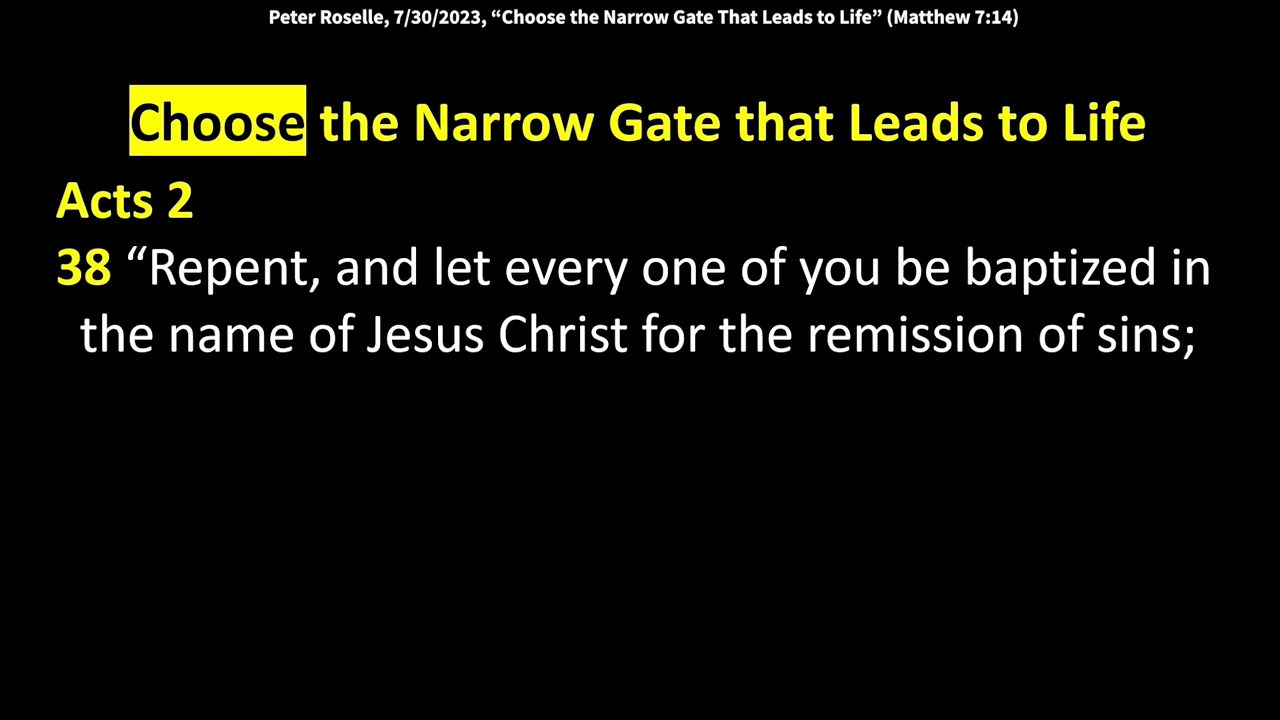 Peter Roselle, 7/30/2023, “Choose the Narrow Gate That Leads to Life” (Matthew 7:14)
Choose the Narrow Gate that Leads to Life
Acts 2
38 “Repent, and let every one of you be baptized in
the name of Jesus Christ for the remission of sins;